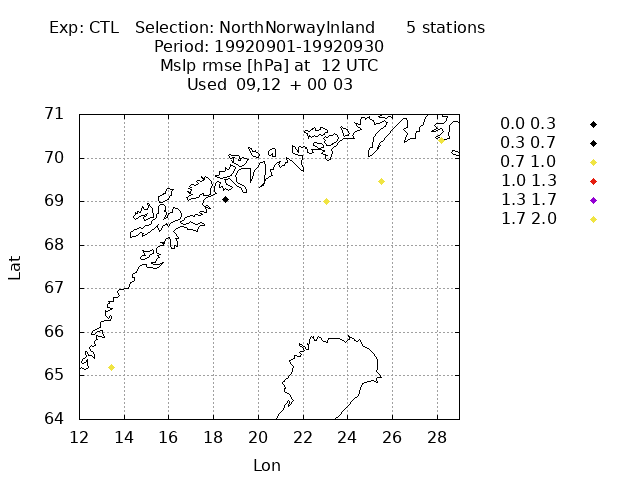 Exp: CTL   Selection: NorthNorwayInland      5 stations
Period: 19920901-19920930
Mslp rmse [hPa] at  12 UTC
Used  09,12  + 00 03
71
70
69
68
67
66
65
64
12 14 16 18 20 22 24 26 28
Lat
Lon
0.0 0.3
0.3 0.7
0.7 1.0
1.0 1.3
1.3 1.7
1.7 2.0